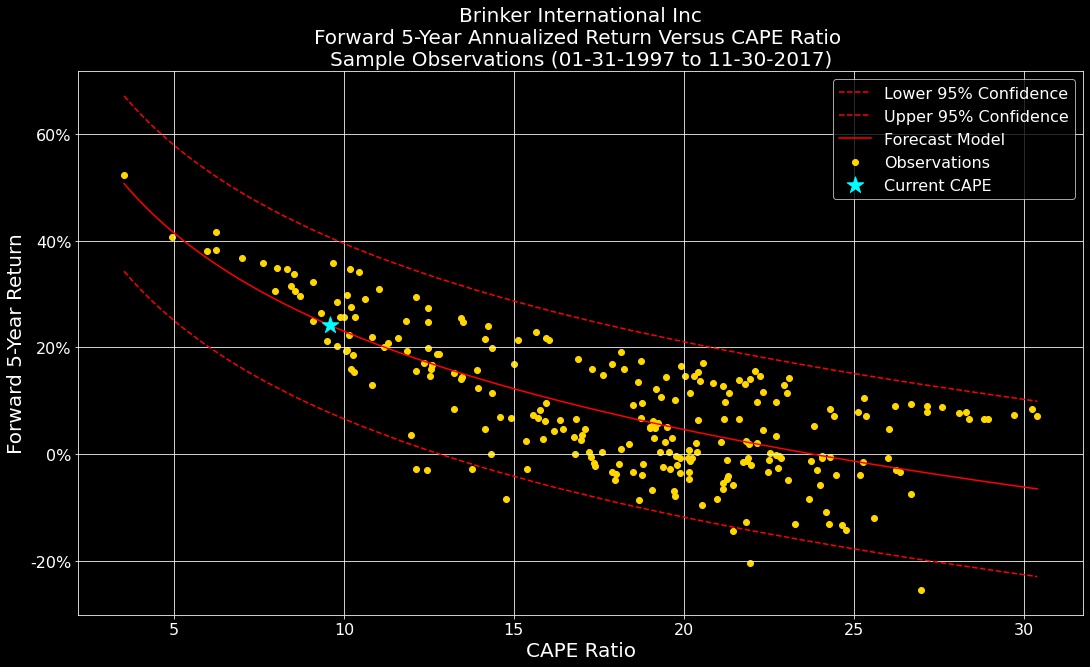 Brinker International Inc
Forward 5-Year Annualized Return Versus CAPE Ratio
Sample Observations (01-31-1997 to 11-30-2017)
Lower 95% Confidence
Upper 95% Confidence
Forecast Model
Observations
Current CAPE
Forward 5-Year Return
60%
40%
20%
0%
-20%
5
10
15
20
25
30
CAPE Ratio